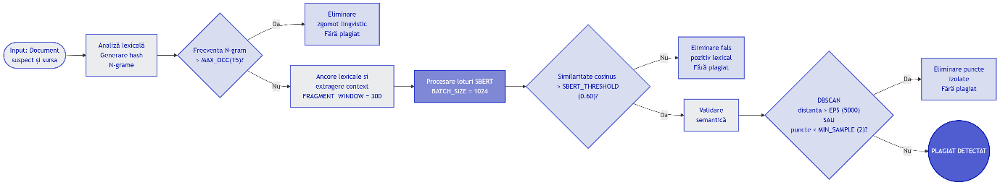 Input: Document
suspect și sursa
Analiză lexicală
Generare hash
N-grame
Frecventa N-gram
> MAX_OCC(15)?
Da
Eliminare
zgomot lingvistic
Fără plagiat
Nu
Ancore lexicale si
extragere context
FRAGMENT_WINDOW = 300
Procesare loturi SBERT
BATCH_SIZE = 1024
Similaritate cosinus
> SBERT_THRESHOLD
(0.60)?
Nu
Eliminare fals
pozitiv lexical
Fără plagiat
Da
Validare
semantică
DBSCAN
distanta > EPS (5000)
SAU
puncte < MIN_SAMPLE (2)?
Da
Eliminare puncte
izolate
Fără plagiat
Nu
PLAGIAT DETECTAT